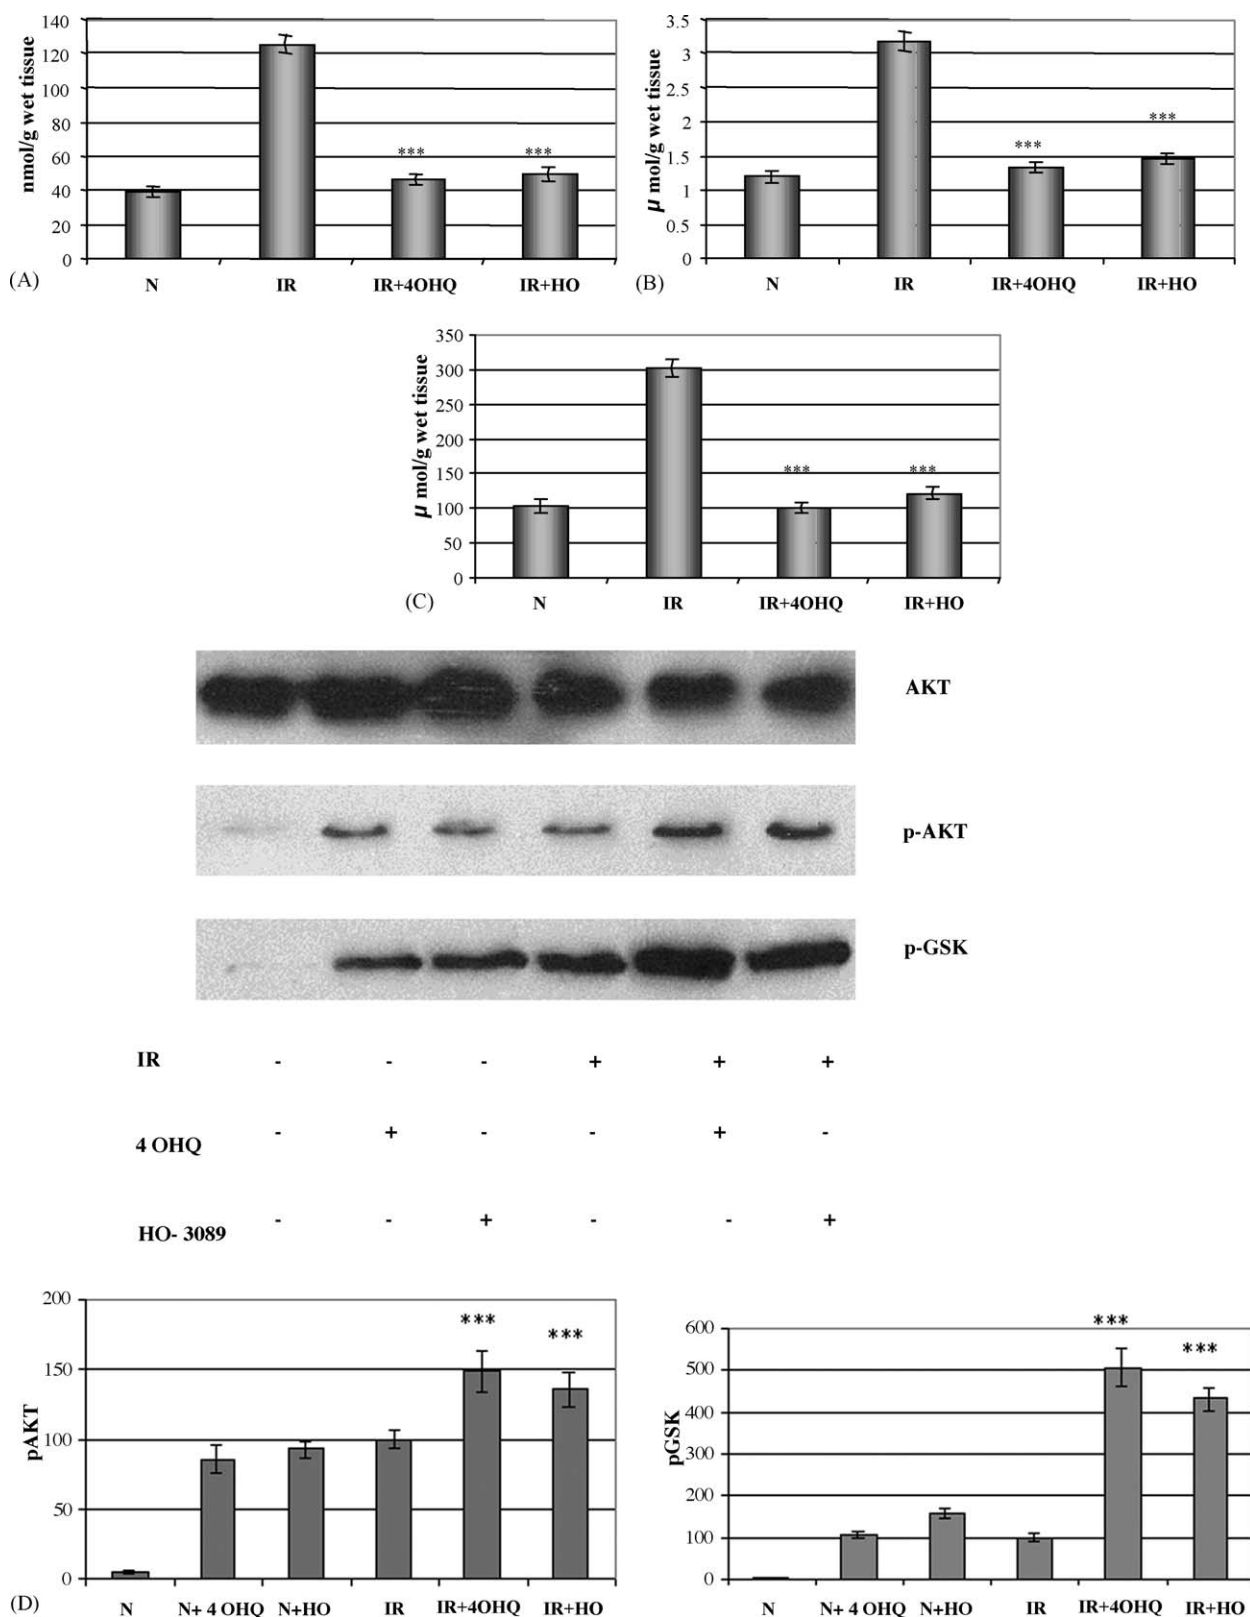 140
120
100
80
60
40
20
0
nmol/g wet tissue
***
***
N
IR
IR+4OHQ
IR+HO
(A)
3.5
3
2.5
2
1.5
1
0.5
0
µ mol/g wet tissue
***
***
N
IR
IR+4OHQ
IR+HO
(B)
350
300
250
200
150
100
50
0
µ mol/g wet tissue
***
***
N
IR
IR+4OHQ
IR+HO
(C)
AKT
p-AKT
p-GSK
IR - - - + + +
4 OHQ - + - - + -
HO- 3089 - - + - - +
200
150
100
50
0
pAKT
***
***
N
N+ 4 OHQ
N+HO
IR
IR+4OHQ
IR+HO
(D)
600
500
400
300
200
100
0
pGSK
***
***
N
N+ 4 OHQ
N+HO
IR
IR+4OHQ
IR+HO